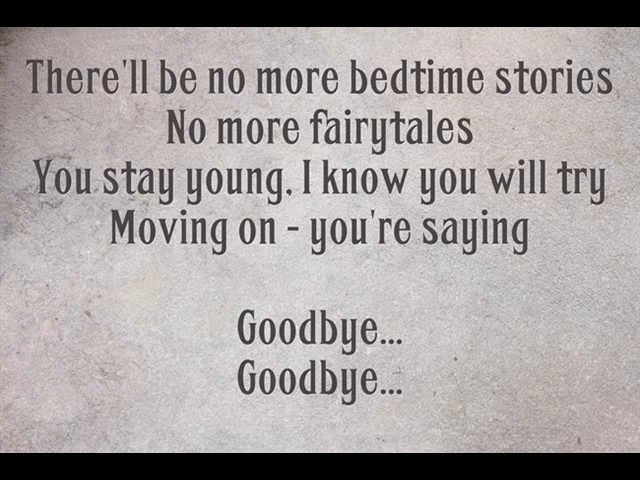 There'll be no more bedtime stories
No more fairytales
You stay young, I know you will try
Moving on - you're saying
Goodbye...
Goodbye...